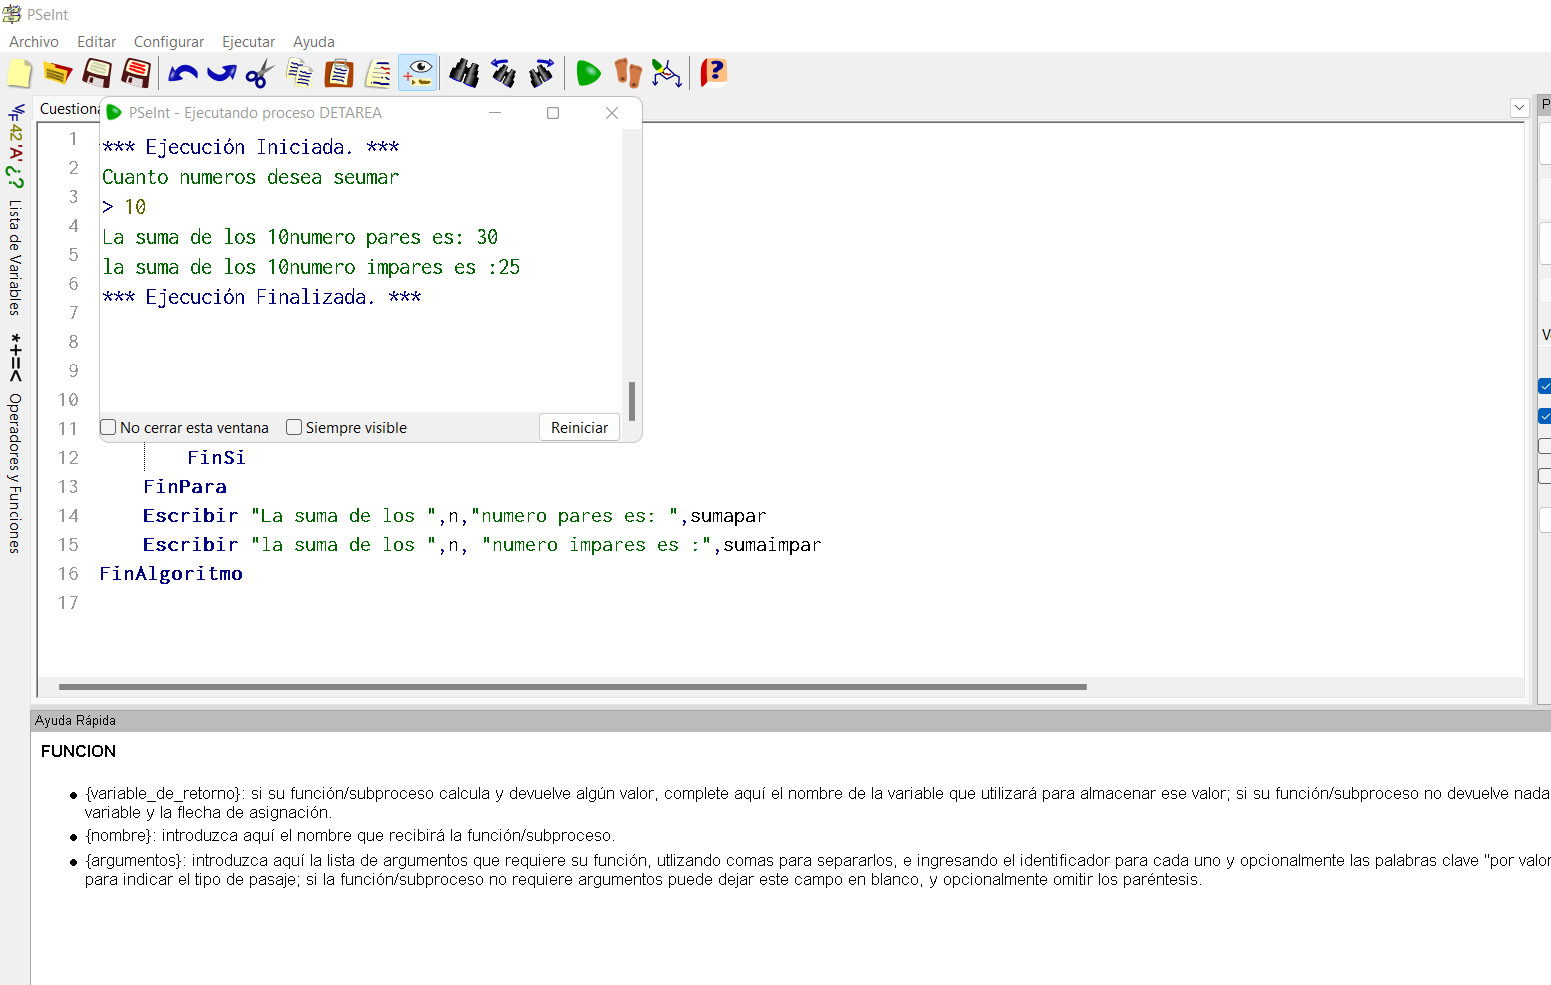 PSeInt
Archivo Editar Configurar Ejecutar Ayuda
Cuestiona
PSeInt - Ejecutando proceso DETAREA
*** Ejecución Iniciada. ***
Cuanto numeros desea seumar
> 10
La suma de los 10numero pares es: 30
la suma de los 10numero impares es :25
*** Ejecución Finalizada. ***
No cerrar esta ventana Siempre visible Reiniciar
1
2
3
4
5
6
7
8
9
10
11
12 FinSi
13 FinPara
14 Escribir "La suma de los ",n,"numero pares es: ",sumapar
15 Escribir "la suma de los ",n, "numero impares es :",sumaimpar
16 FinAlgoritmo
17
42 'A' ¿?
Lista de Variables
*+=<
Operadores y Funciones
P
V
Ayuda Rápida
FUNCION
{variable_de_retorno}: si su función/subproceso calcula y devuelve algún valor, complete aquí el nombre de la variable que utilizará para almacenar ese valor; si su función/subproceso no devuelve nada
variable y la flecha de asignación.
{nombre}: introduzca aquí el nombre que recibirá la función/subproceso.
{argumentos}: introduzca aquí la lista de argumentos que requiere su función, utlizando comas para separarlos, e ingresando el identificador para cada uno y opcionalmente las palabras clave "por valor
para indicar el tipo de pasaje; si la función/subproceso no requiere argumentos puede dejar este campo en blanco, y opcionalmente omitir los paréntesis.